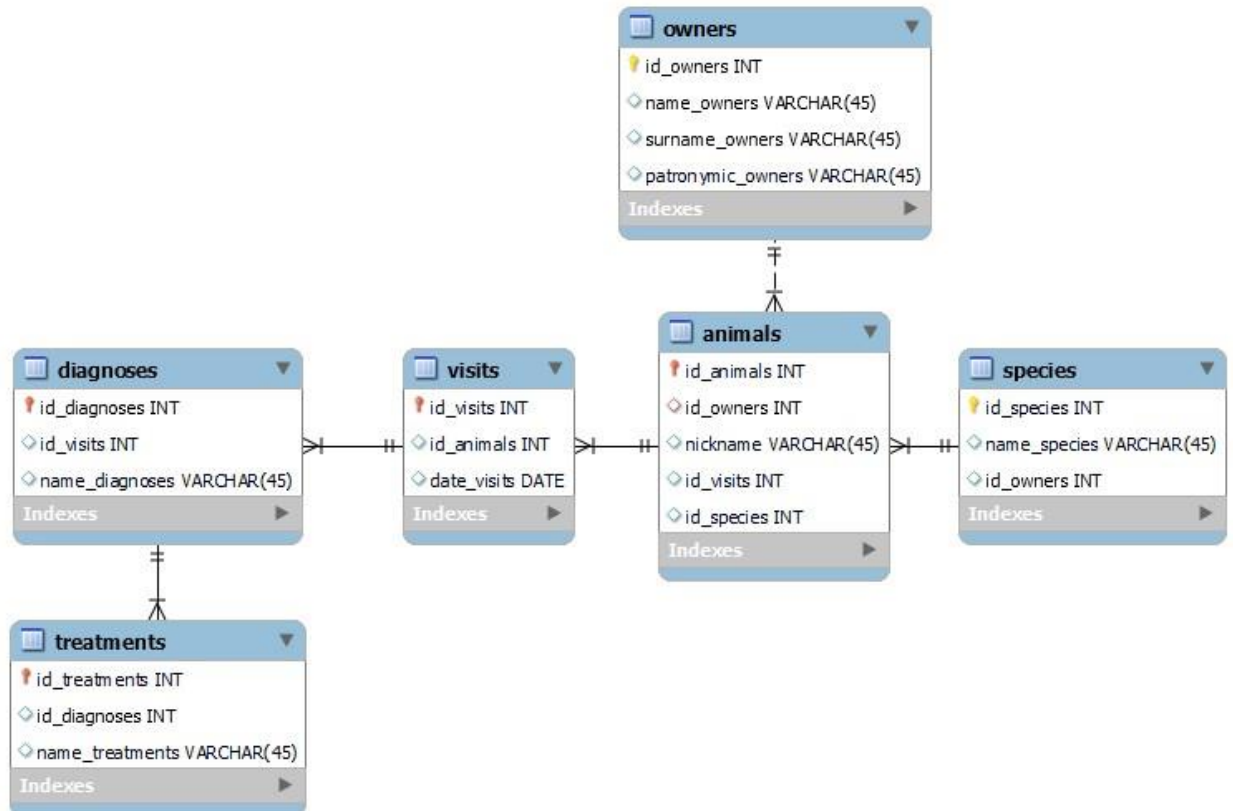 owners
id_owners INT
name_owners VARCHAR(45)
surname_owners VARCHAR(45)
patronymic_owners VARCHAR(45)
Indexes
diagnoses
id_diagnoses INT
id_visits INT
name_diagnoses VARCHAR(45)
Indexes
visits
id_visits INT
id_animals INT
date_visits DATE
Indexes
animals
id_animals INT
id_owners INT
nickname VARCHAR(45)
id_visits INT
id_species INT
Indexes
species
id_species INT
name_species VARCHAR(45)
id_owners INT
Indexes
treatments
id_treatments INT
id_diagnoses INT
name_treatments VARCHAR(45)
Indexes